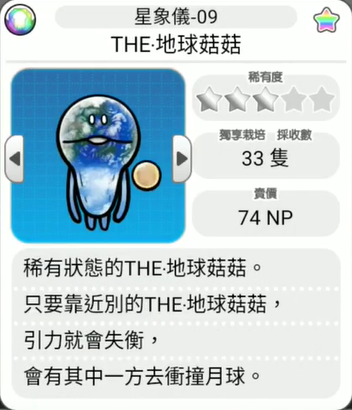 星象儀-09
THE·地球菇菇
稀有度
獨享栽培 採收數
33 隻
賣價
74 NP
稀有狀態的THE·地球菇菇。
只要靠近別的THE·地球菇菇，
引力就會失衡，
會有其中一方去衝撞月球。